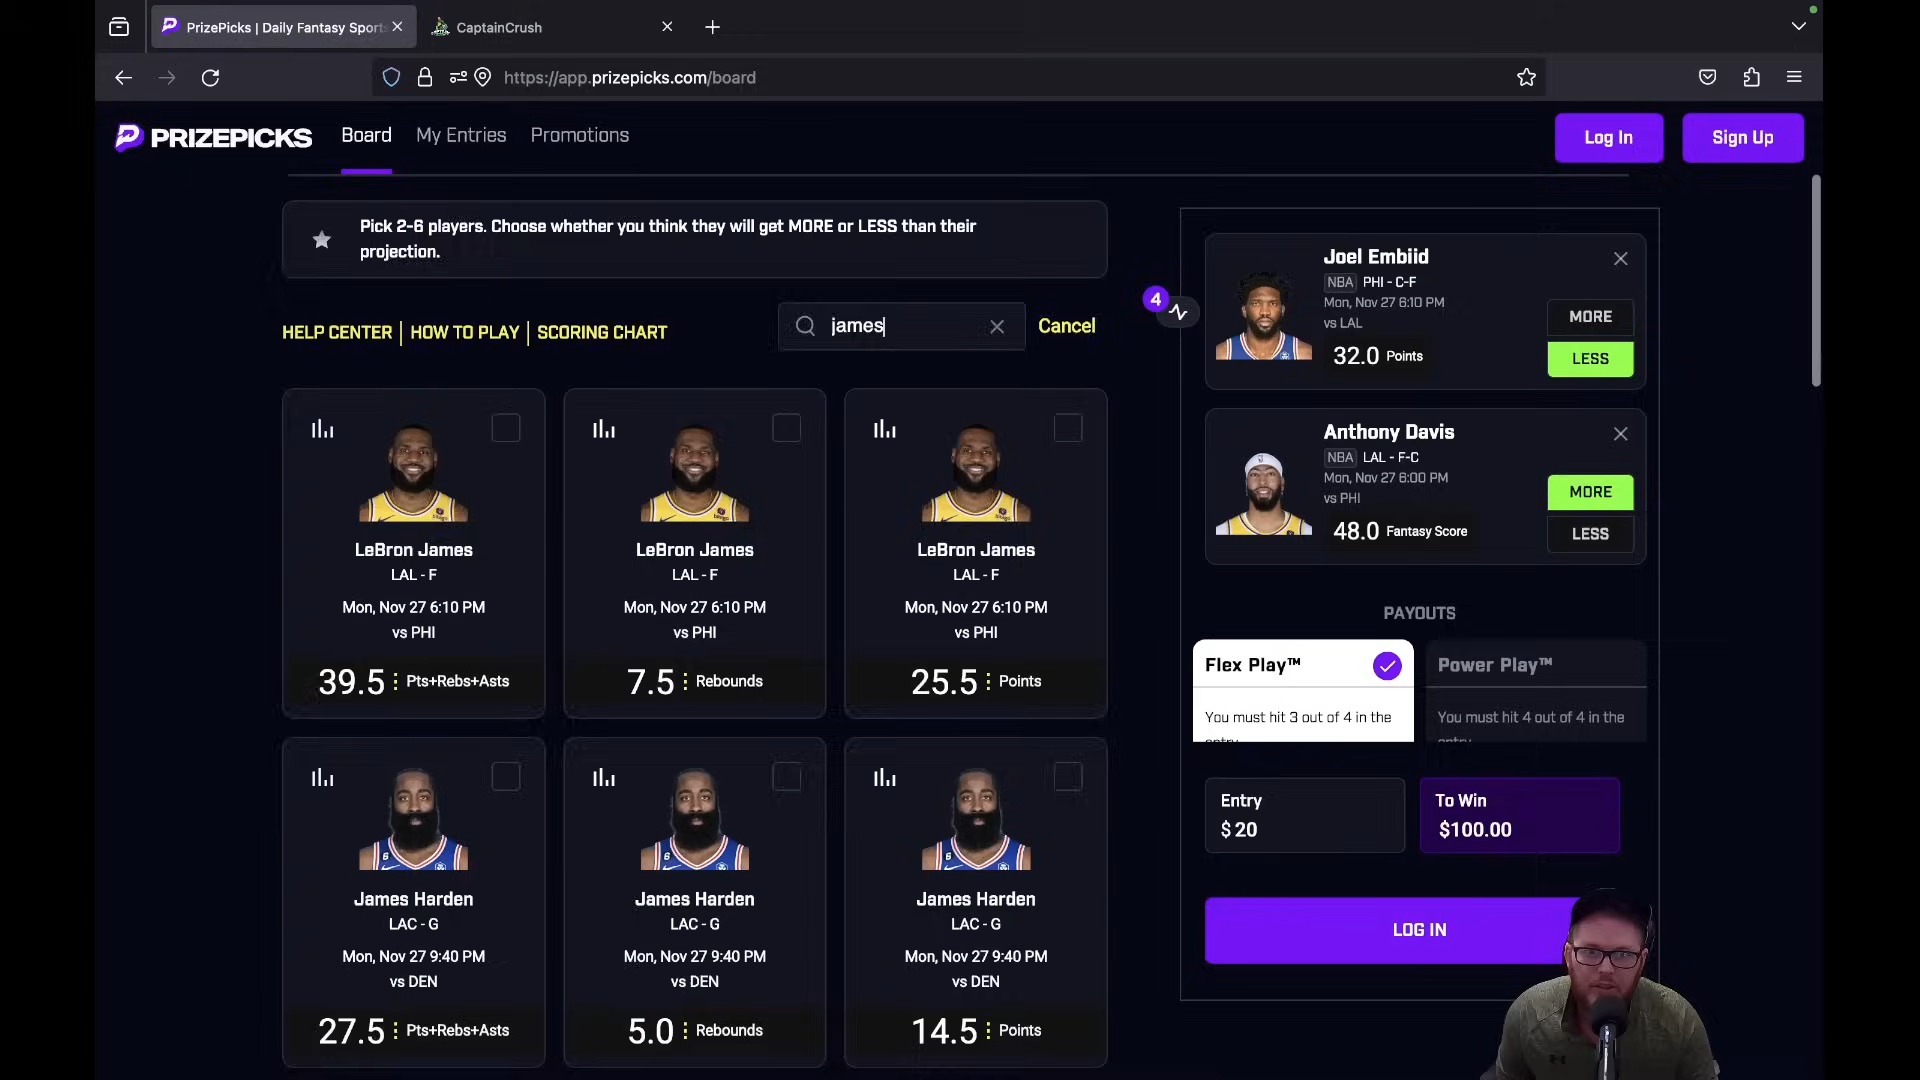 PrizePicks | Daily Fantasy Sports
CaptainCrush
https://app.prizepicks.com/board
PRIZEPICKS
Board
My Entries
Promotions
Log In
Sign Up
Pick 2-6 players. Choose whether you think they will get MORE or LESS than their
projection.
HELP CENTER
HOW TO PLAY
SCORING CHART
james
Cancel
LeBron James
LAL - F
Mon, Nov 27 6:10 PM
vs PHI
39.5 Pts+Rebs+Asts
LeBron James
LAL - F
Mon, Nov 27 6:10 PM
vs PHI
7.5 Rebounds
LeBron James
LAL - F
Mon, Nov 27 6:10 PM
vs PHI
25.5 Points
James Harden
LAC - G
Mon, Nov 27 9:40 PM
vs DEN
27.5 Pts+Rebs+Asts
James Harden
LAC - G
Mon, Nov 27 9:40 PM
vs DEN
5.0 Rebounds
James Harden
LAC - G
Mon, Nov 27 9:40 PM
vs DEN
14.5 Points
4
Joel Embiid
NBA PHI - C-F
Mon, Nov 27 6:10 PM
vs LAL
32.0 Points
MORE
LESS
Anthony Davis
NBA LAL - F-C
Mon, Nov 27 6:00 PM
vs PHI
48.0 Fantasy Score
MORE
LESS
PAYOUTS
Flex Play™
You must hit 3 out of 4 in the
entry
Power Play™
You must hit 4 out of 4 in the
entry
Entry
$ 20
To Win
$100.00
LOG IN